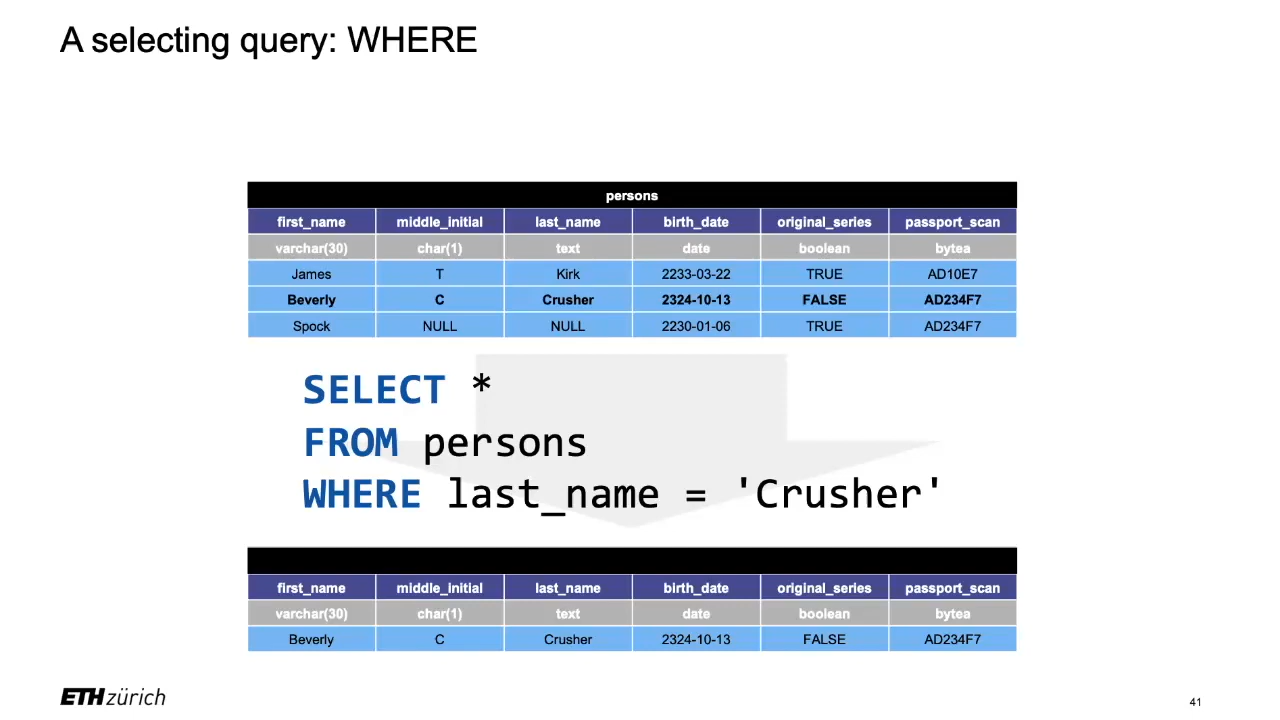 A selecting query: WHERE
persons
first_name middle_initial last_name birth_date original_series passport_scan
varchar(30) char(1) text date boolean bytea
James T Kirk 2233-03-22 TRUE AD10E7
Beverly C Crusher 2324-10-13 FALSE AD234F7
Spock NULL NULL 2230-01-06 TRUE AD234F7
SELECT *
FROM persons
WHERE last_name = 'Crusher'
first_name middle_initial last_name birth_date original_series passport_scan
varchar(30) char(1) text date boolean bytea
Beverly C Crusher 2324-10-13 FALSE AD234F7
ETH zürich
41